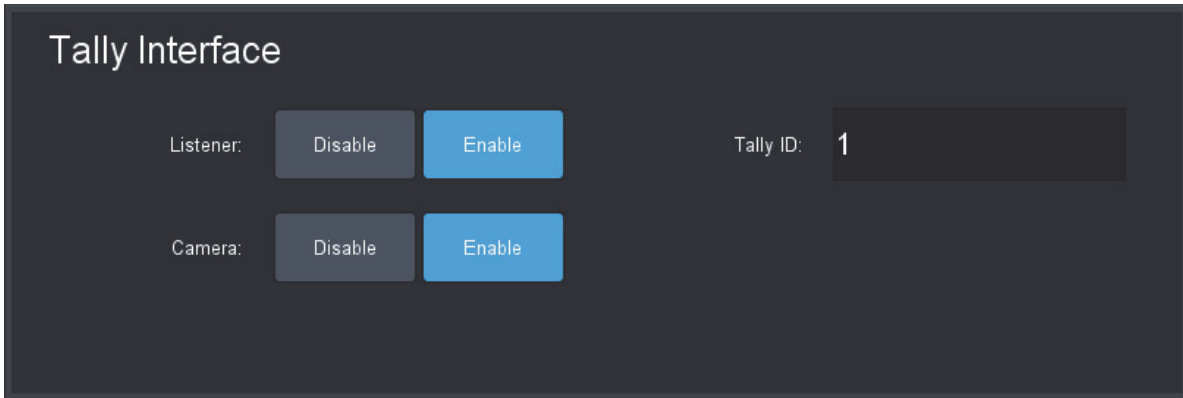 Tally Interface
Listener: Disable Enable Tally ID: 1
Camera: Disable Enable